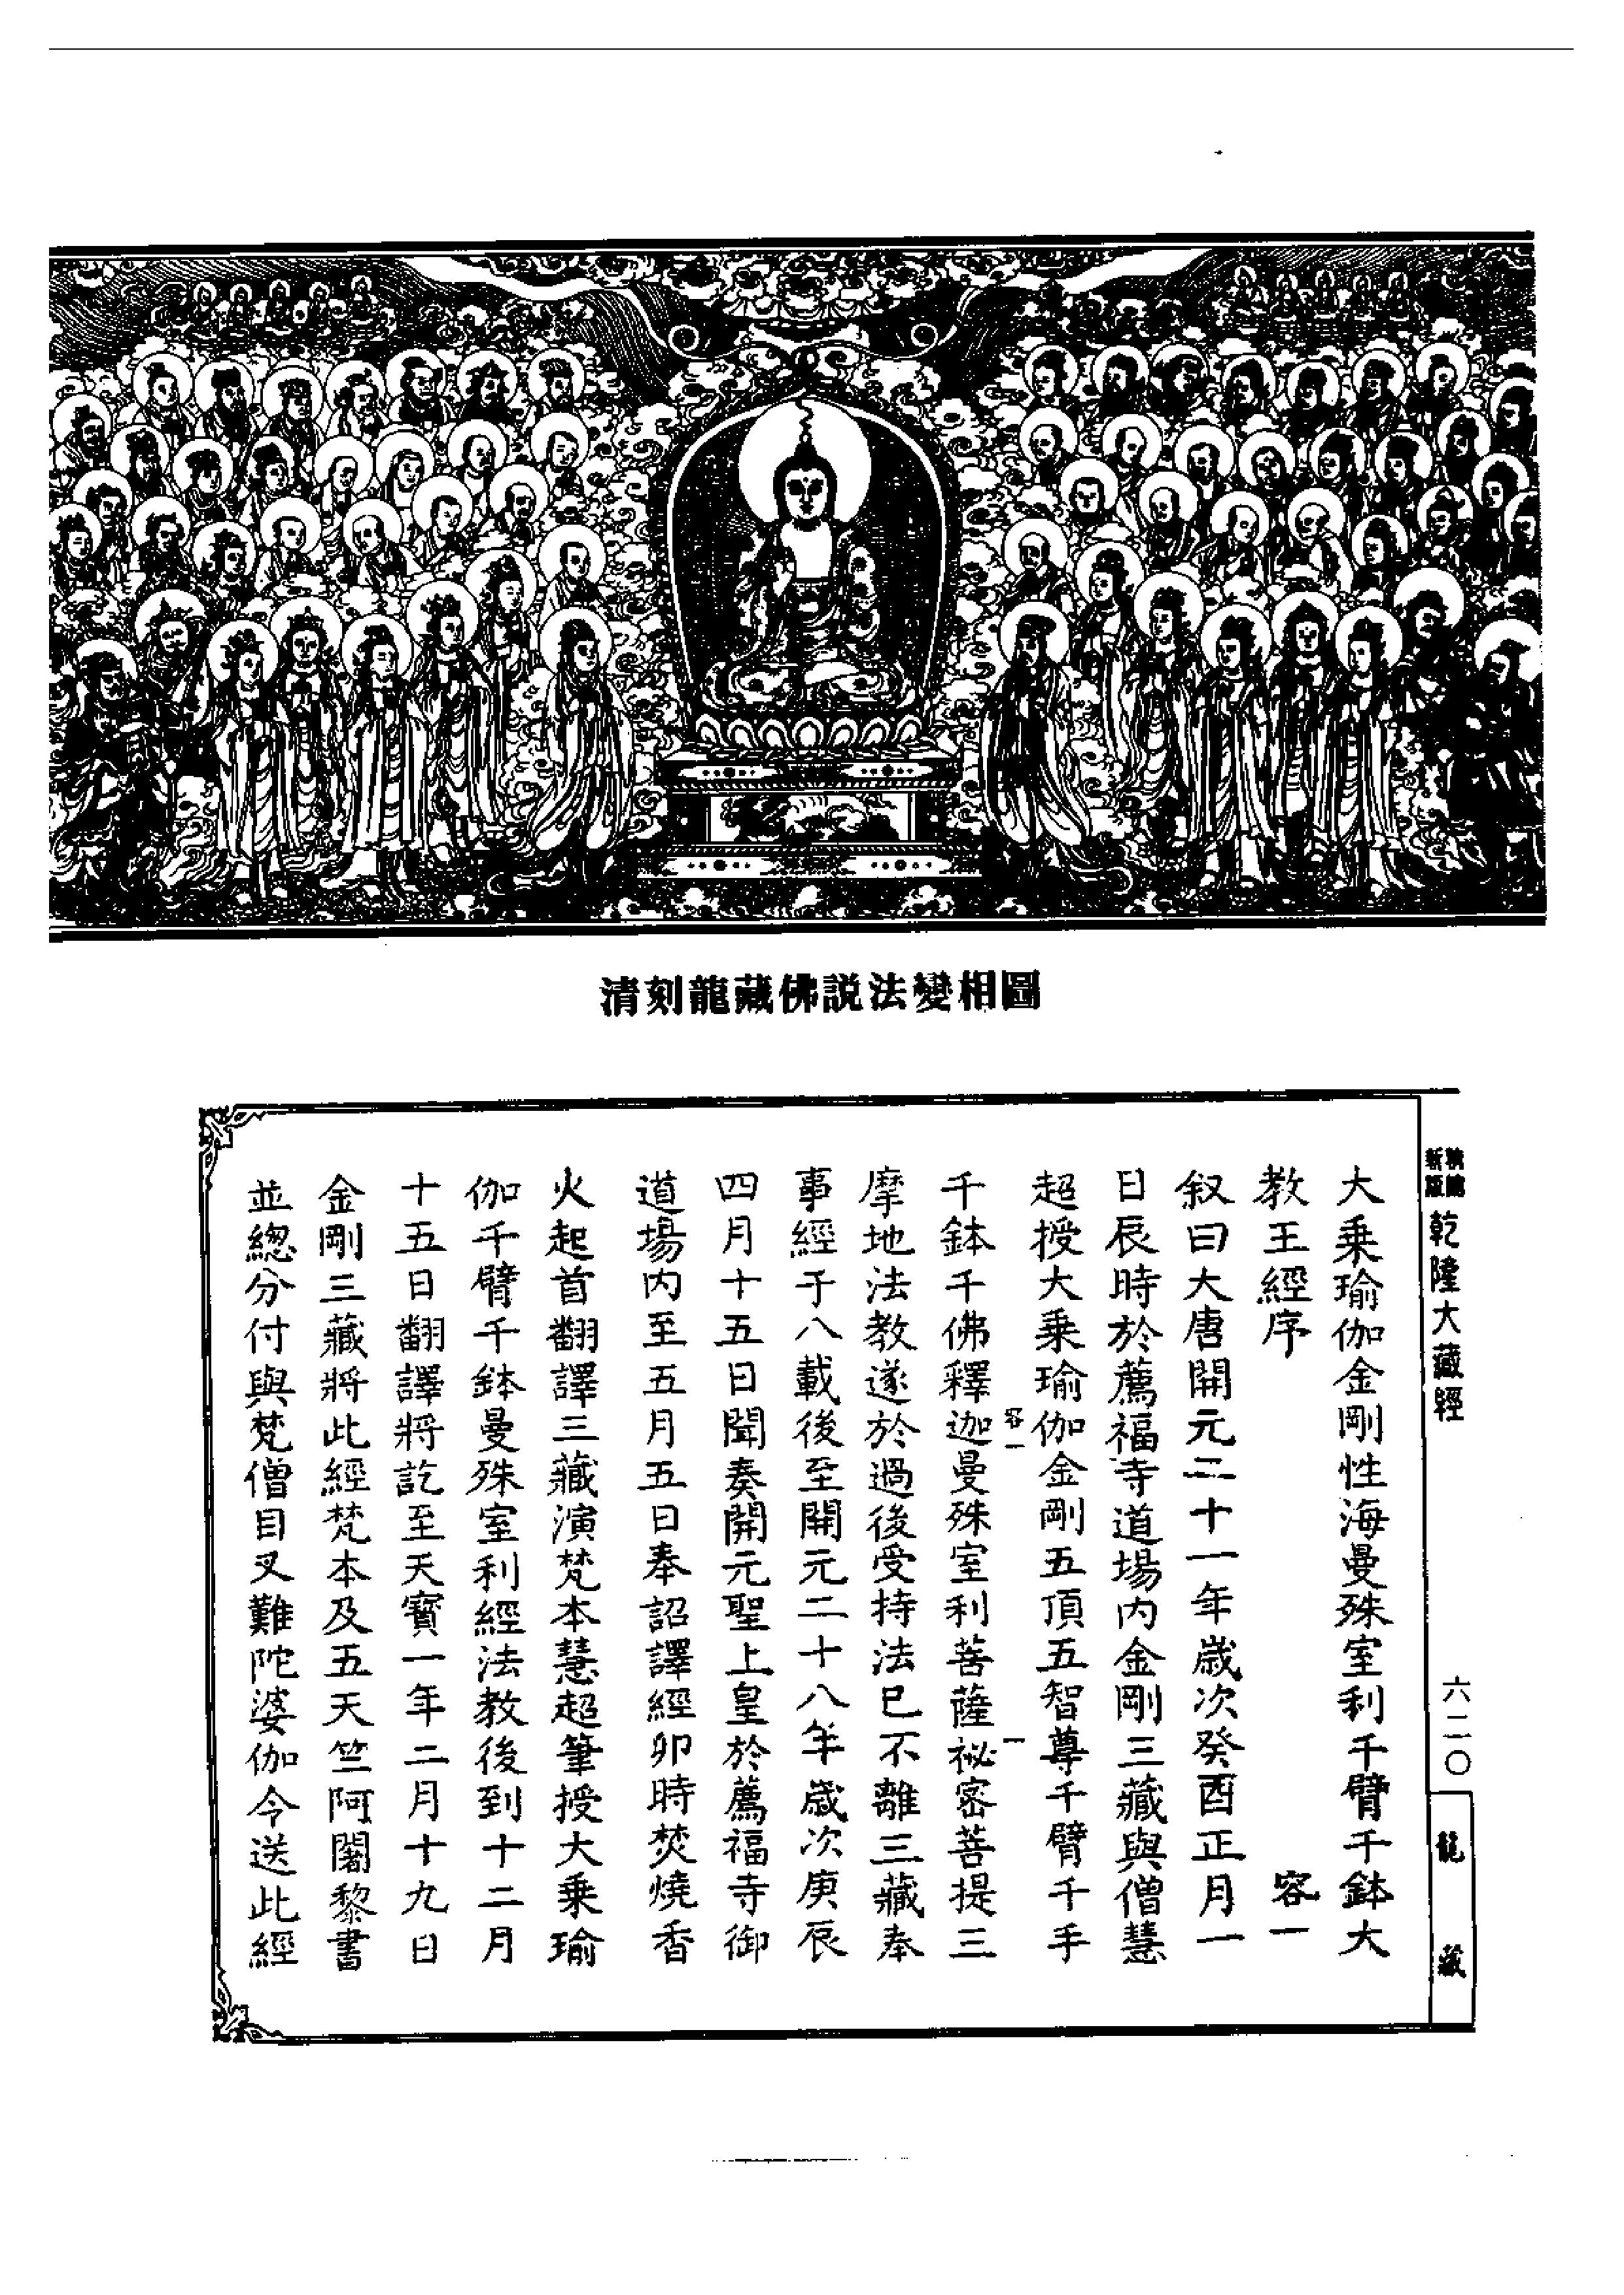 清刻龍藏佛說法變相圖
新版
精編
乾隆大藏經
六二〇
龍
藏
大乗瑜伽金剛性海曼殊室利千臂千鉢大
教王經序 容一
叙曰大唐開元二十一年歲次癸酉正月一
日辰時於薦福寺道場内金剛三藏與僧慧
超授大乗瑜伽金剛五頂五智尊千臂千手
容一 一
千鉢千佛釋迦曼殊室利菩薩祕密菩提三
摩地法教遂於過後受持法已不離三藏奉
事經于八載後至開元二十八年歲次庚辰
四月十五日聞奏開元聖上皇於薦福寺御
道場内至五月五日奉詔譯經卯時焚燒香
火起首翻譯三藏演梵本慧超筆授大乗瑜
伽千臂千鉢曼殊室利經法教後到十二月
十五日翻譯將訖至天寶一年二月十九日
金剛三藏將此經梵本及五天竺阿闍黎書
並緫分付與梵僧目叉難陀婆伽令送此經